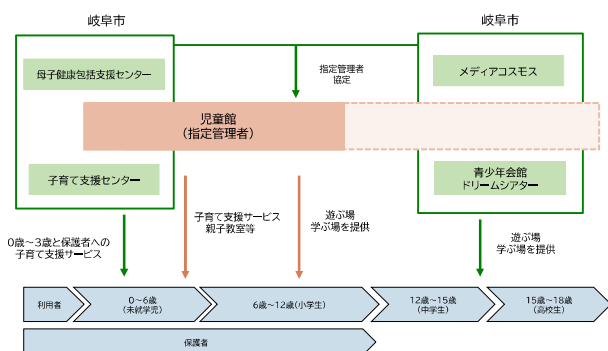 岐阜市
岐阜市
母子健康包括支援センター
指定管理者
協定
メディアコスモス
児童館
（指定管理者）
子育て支援センター
青少年会館
ドリームシアター
0歳～3歳と保護者への
子育て支援サービス
子育て支援サービス
親子教室等
遊ぶ場
学ぶ場を提供
遊ぶ場
学ぶ場を提供
利用者
0～6歳
（未就学児）
6歳～12歳(小学生)
12歳～15歳
(中学生)
15歳～18歳
(高校生)
保護者